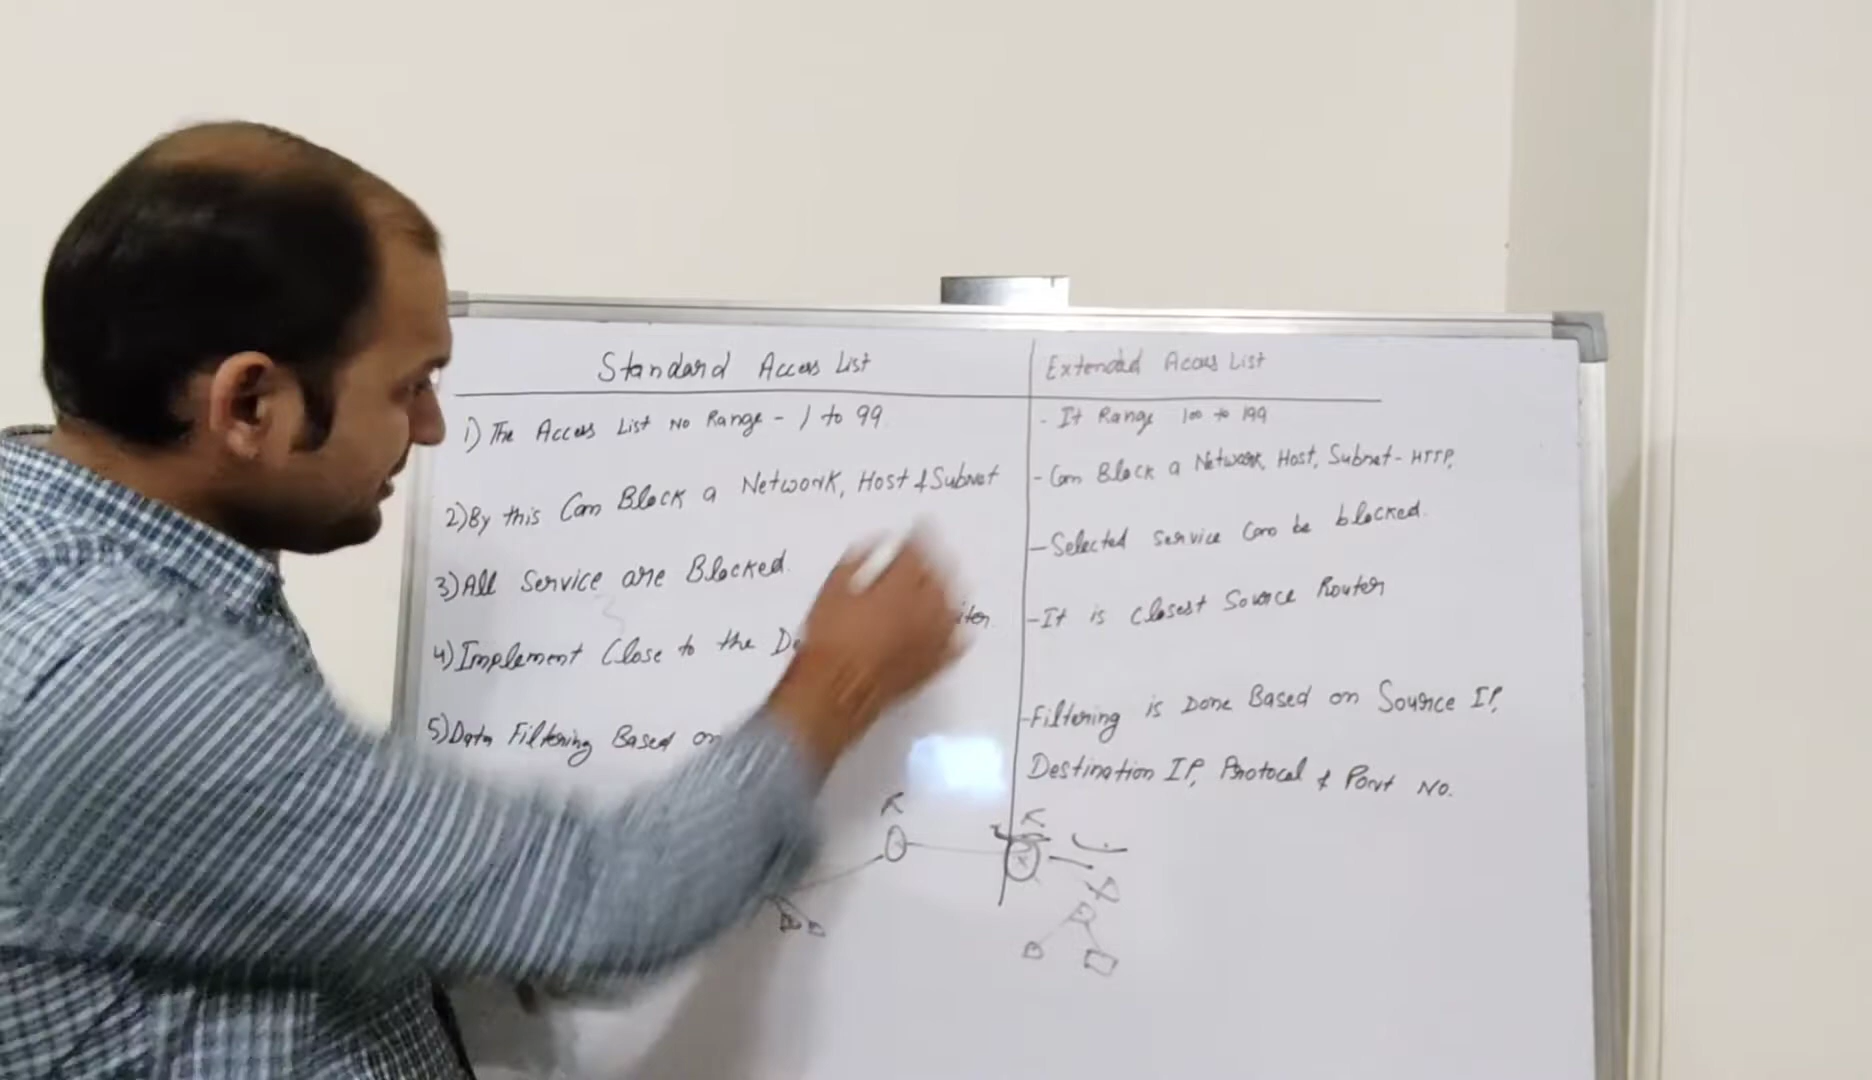 Standard Access List
1) The Access List No Range - 1 to 99
2) By this Can Block a Network, Host & Subnet
3) All Service are Blocked.
4) Implement Close to the
5) Data Filtering Based on
Extended Access List
- It Range 100 to 199
- Can Block a Network, Host, Subnet - HTTP,
- Selected Service Can be blocked.
- It is Closest Source Router
- Filtering is Done Based on Source IP,
Destination IP, Protocol & Port No.